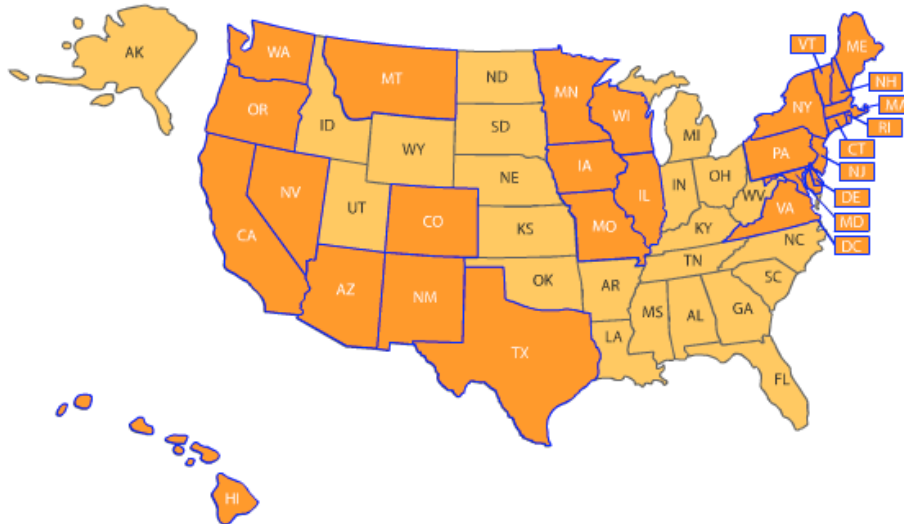 AK
WA
MT
ND
MN
VT
ME
NH
MA
NY
RI
OR
ID
SD
WI
MI
CT
WY
PA
NJ
IA
NE
IL
IN
OH
DE
NV
UT
CO
WV
VA
MD
CA
KS
MO
KY
DC
NC
TN
AZ
NM
OK
AR
SC
MS
AL
GA
TX
LA
FL
HI